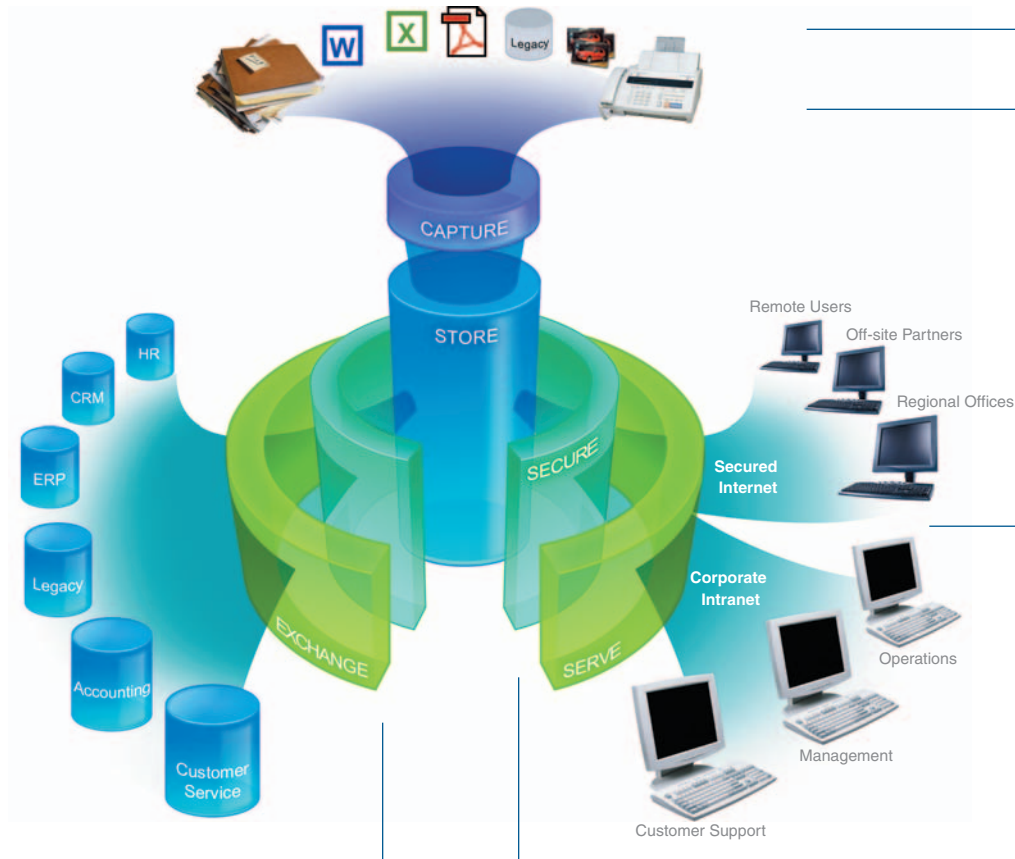 W
X
Legacy
CAPTURE
STORE
HR
CRM
ERP
Legacy
Accounting
Customer
Service
EXCHANGE
SECURE
SERVE
Remote Users
Off-site Partners
Regional Offices
Secured
Internet
Corporate
Intranet
Operations
Management
Customer Support